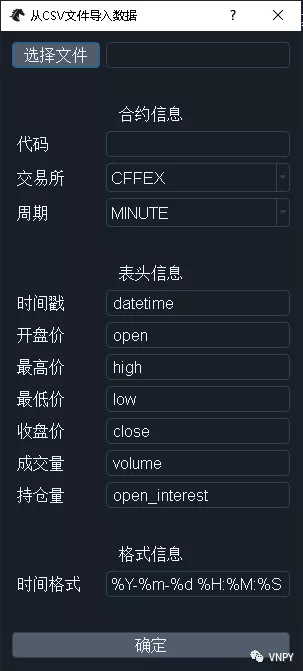 从CSV文件导入数据
选择文件
合约信息
代码
交易所 CFFEX
周期 MINUTE
表头信息
时间戳 datetime
开盘价 open
最高价 high
最低价 low
收盘价 close
成交量 volume
持仓量 open_interest
格式信息
时间格式 %Y-%m-%d %H:%M:%S
确定
VNPY